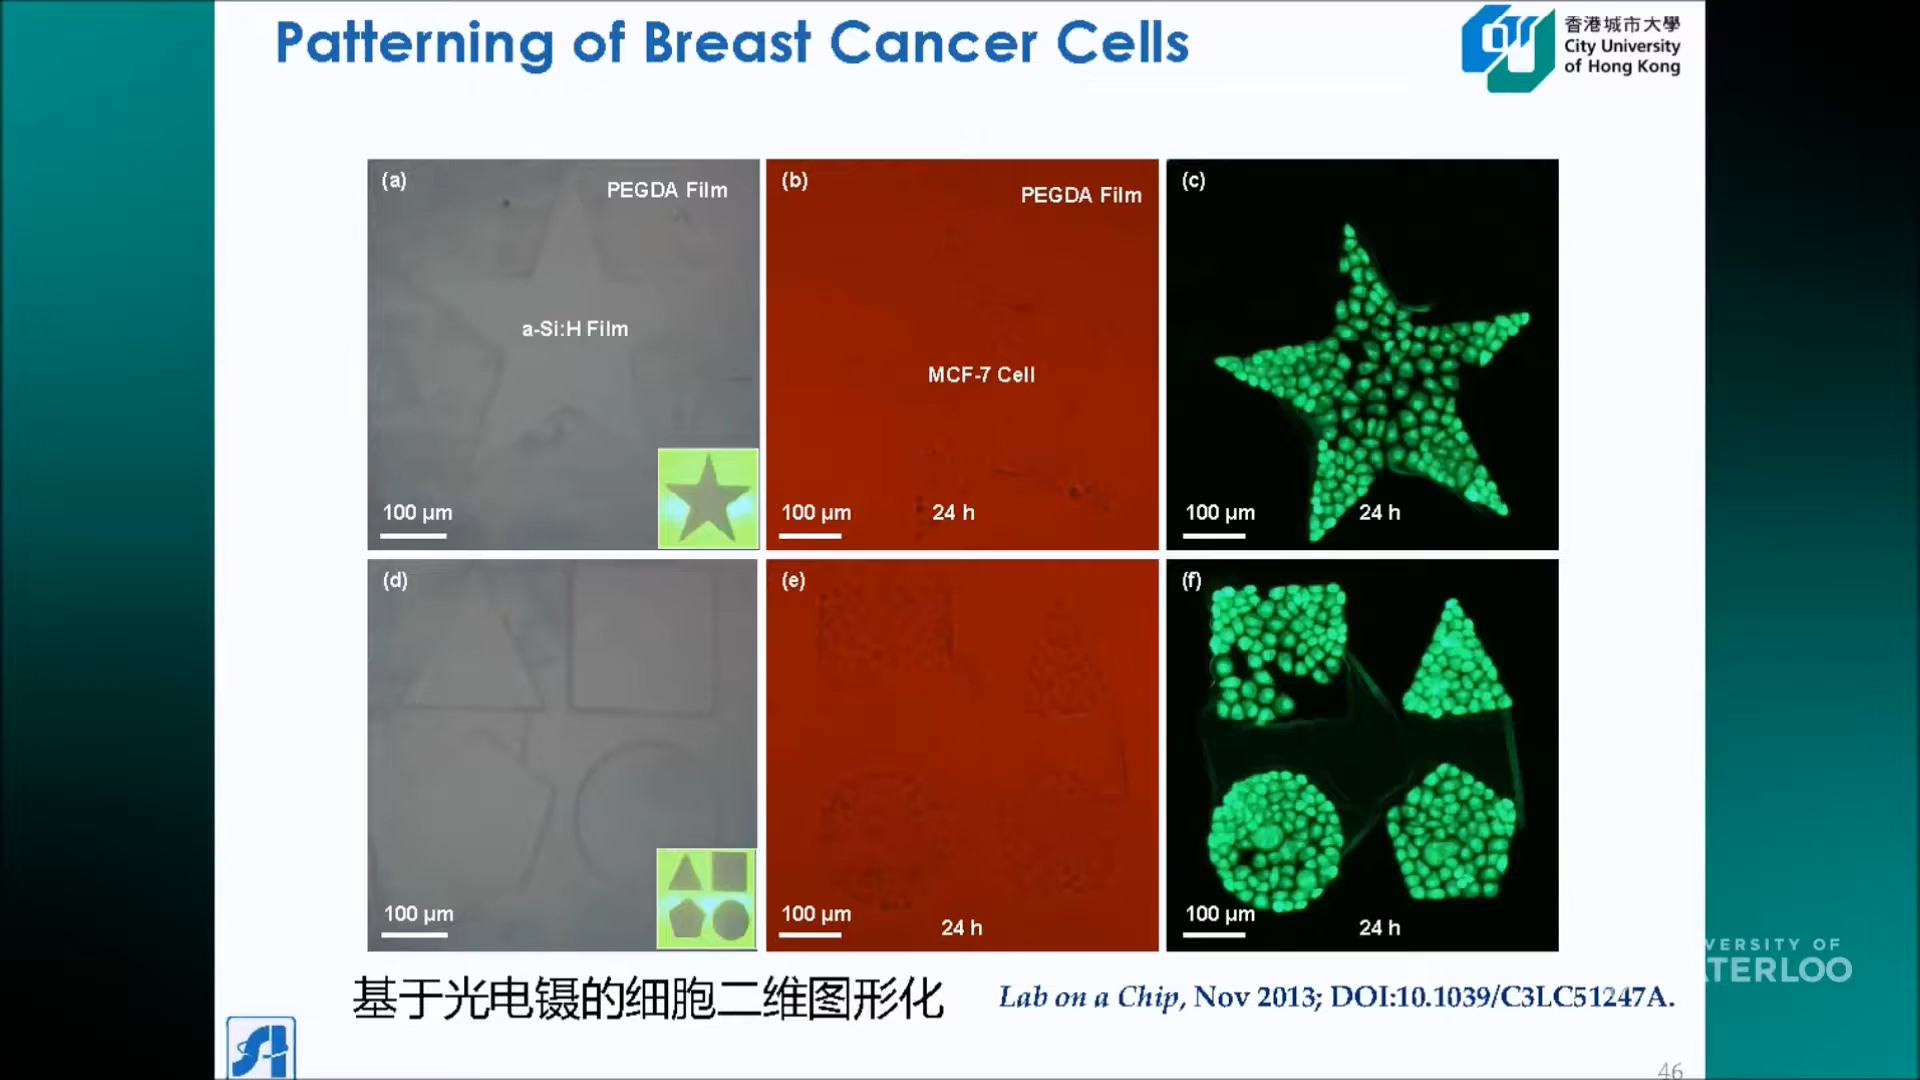 Patterning of Breast Cancer Cells
香港城市大學
City University
of Hong Kong
(a)
PEGDA Film
a-Si:H Film
100 μm
(b)
PEGDA Film
MCF-7 Cell
100 μm
24 h
(c)
100 μm
24 h
(d)
100 μm
(e)
100 μm
24 h
(f)
100 μm
24 h
VERSITY OF
TERLOO
基于光电镊的细胞二维图形化
Lab on a Chip, Nov 2013; DOI:10.1039/C3LC51247A.
46